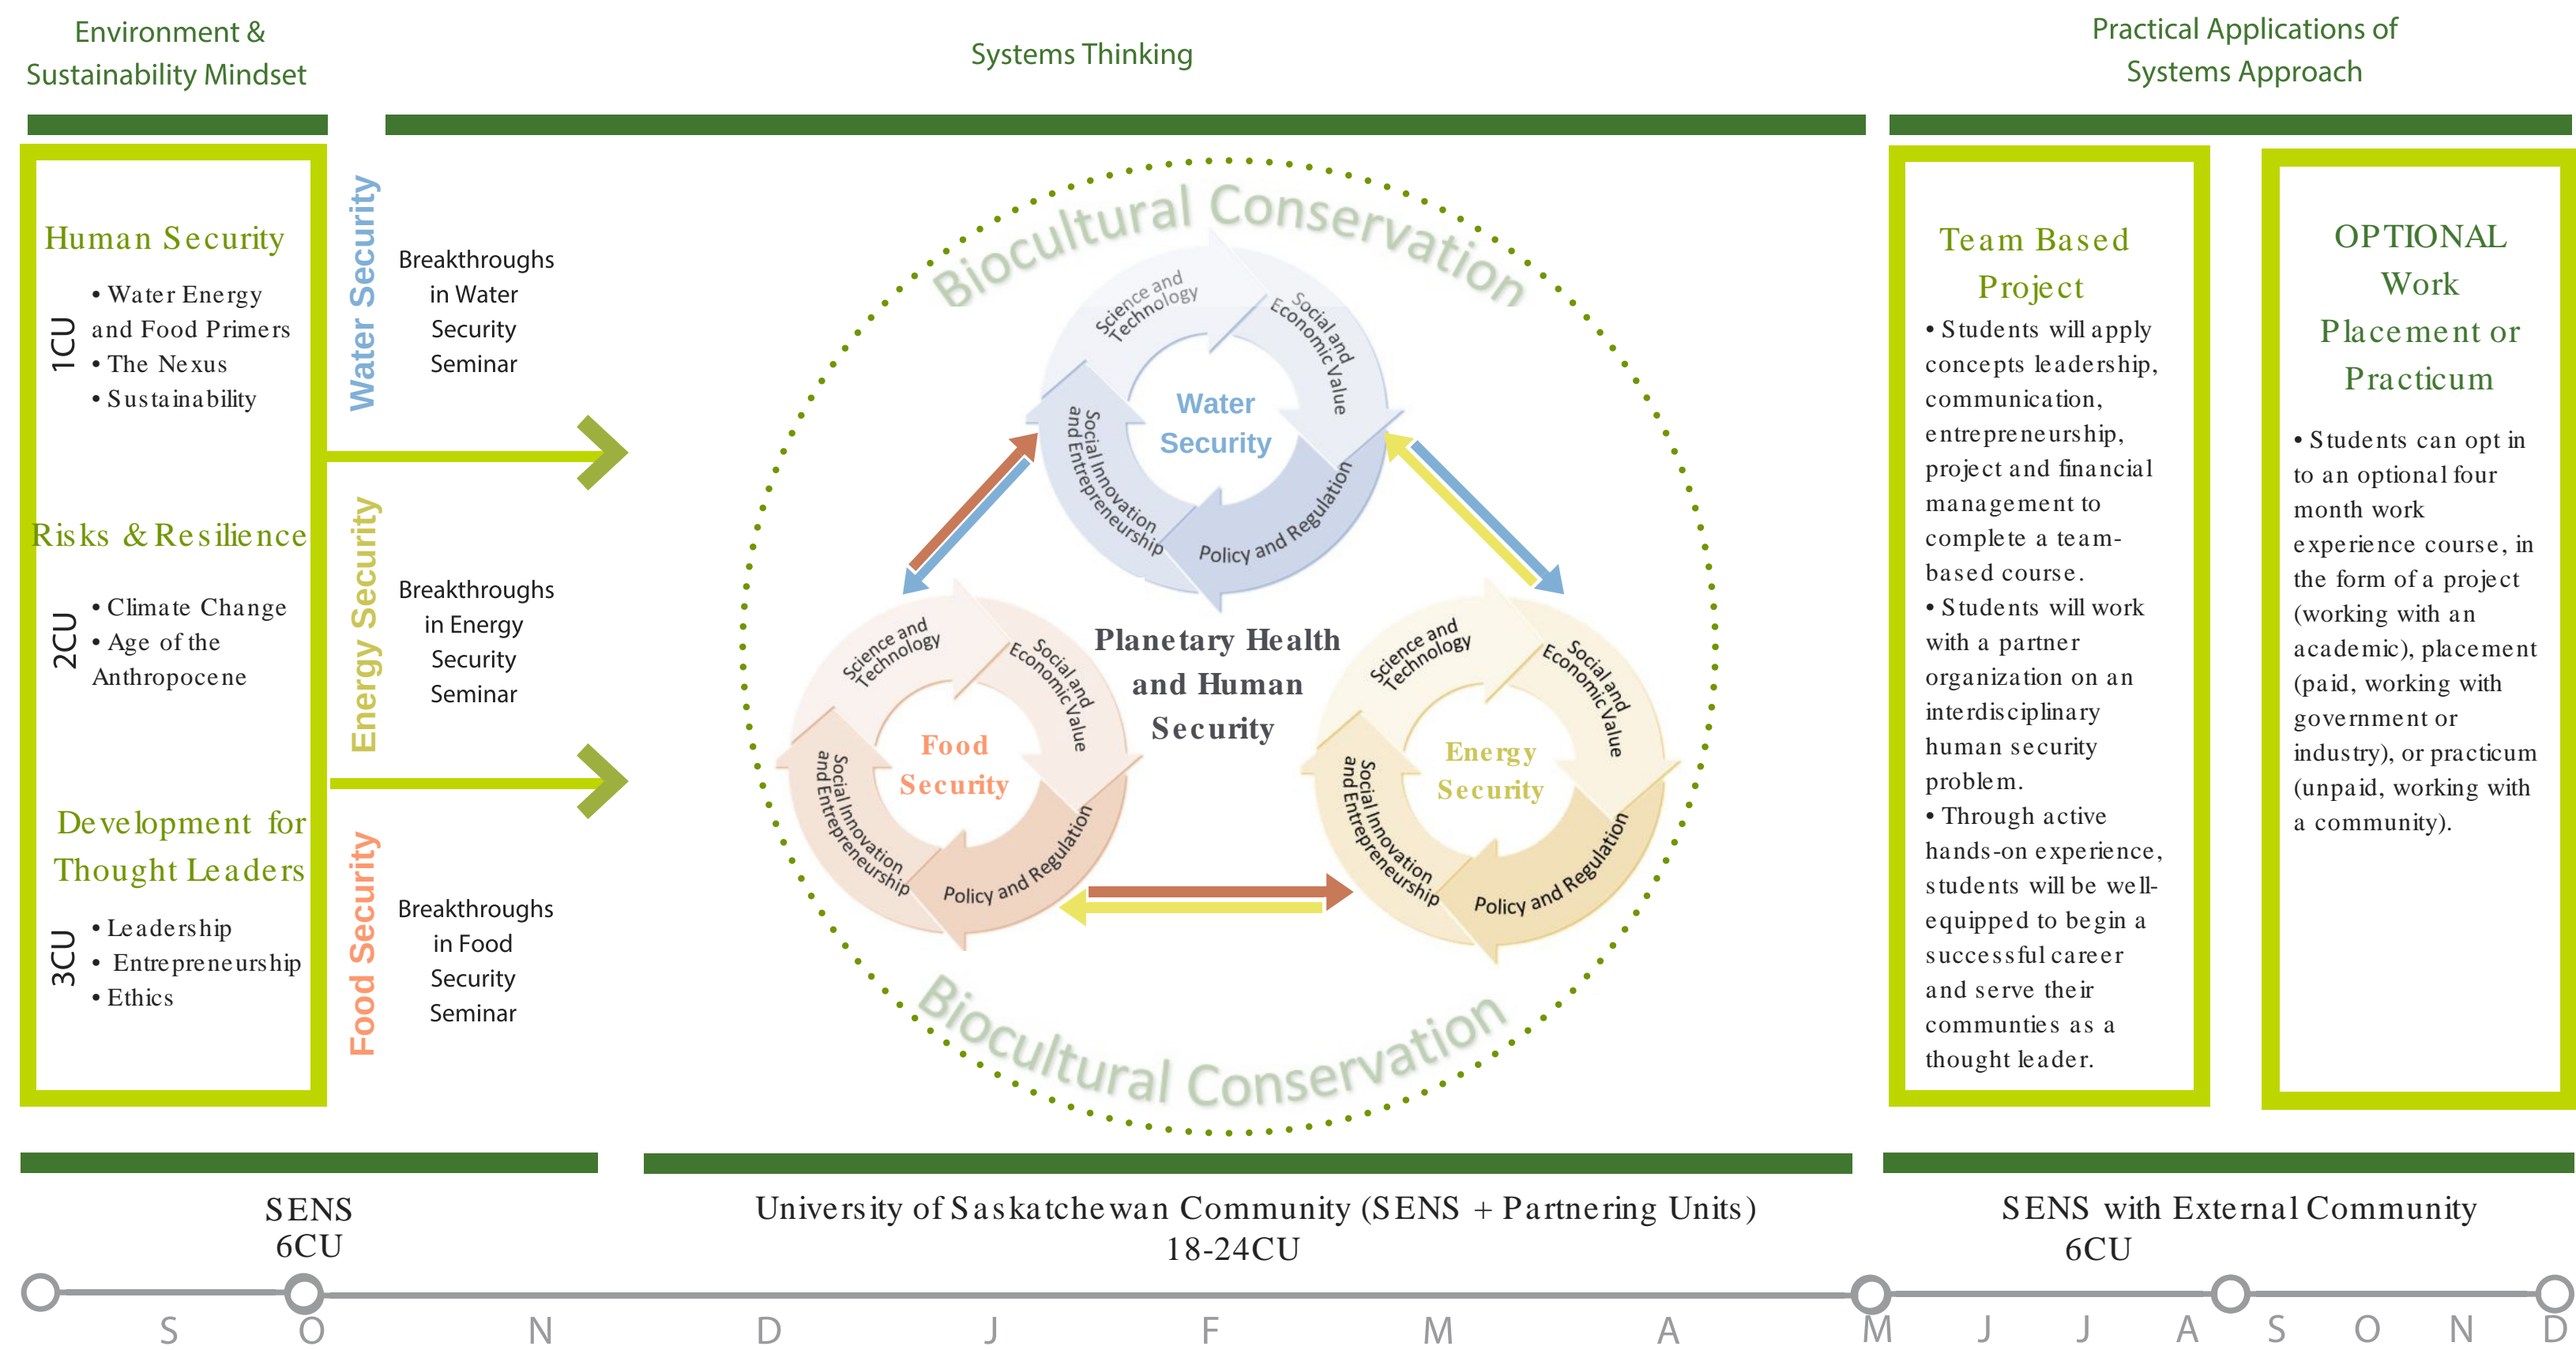 Environment &
Sustainability Mindset
Systems Thinking
Practical Applications of
Systems Approach
Human Security
1CU
• Water Energy
and Food Primers
• The Nexus
• Sustainability
Risks & Resilience
2CU
• Climate Change
• Age of the
Anthropocene
Development for
Thought Leaders
3CU
• Leadership
• Entrepreneurship
• Ethics
Water Security
Breakthroughs
in Water
Security
Seminar
Energy Security
Breakthroughs
in Energy
Security
Seminar
Food Security
Breakthroughs
in Food
Security
Seminar
Biocultural Conservation
Science and
Technology
Social and
Economic Value
Policy and Regulation
Social Innovation
and Entrepreneurship
Water
Security
Planetary Health
and Human
Security
Science and
Technology
Social and
Economic Value
Policy and Regulation
Social Innovation
and Entrepreneurship
Food
Security
Science and
Technology
Social and
Economic Value
Policy and Regulation
Social Innovation
and Entrepreneurship
Energy
Security
Biocultural Conservation
Team Based
Project
• Students will apply
concepts leadership,
communication,
entrepreneurship,
project and financial
management to
complete a team-
based course.
• Students will work
with a partner
organization on an
interdisciplinary
human security
problem.
• Through active
hands-on experience,
students will be well-
equipped to begin a
successful career
and serve their
communties as a
thought leader.
OPTIONAL
Work
Placement or
Practicum
• Students can opt in
to an optional four
month work
experience course, in
the form of a project
(working with an
academic), placement
(paid, working with
government or
industry), or practicum
(unpaid, working with
a community).
SENS
6CU
University of Saskatchewan Community (SENS + Partnering Units)
18-24CU
SENS with External Community
6CU
S O N D J F M A M J J A S O N D